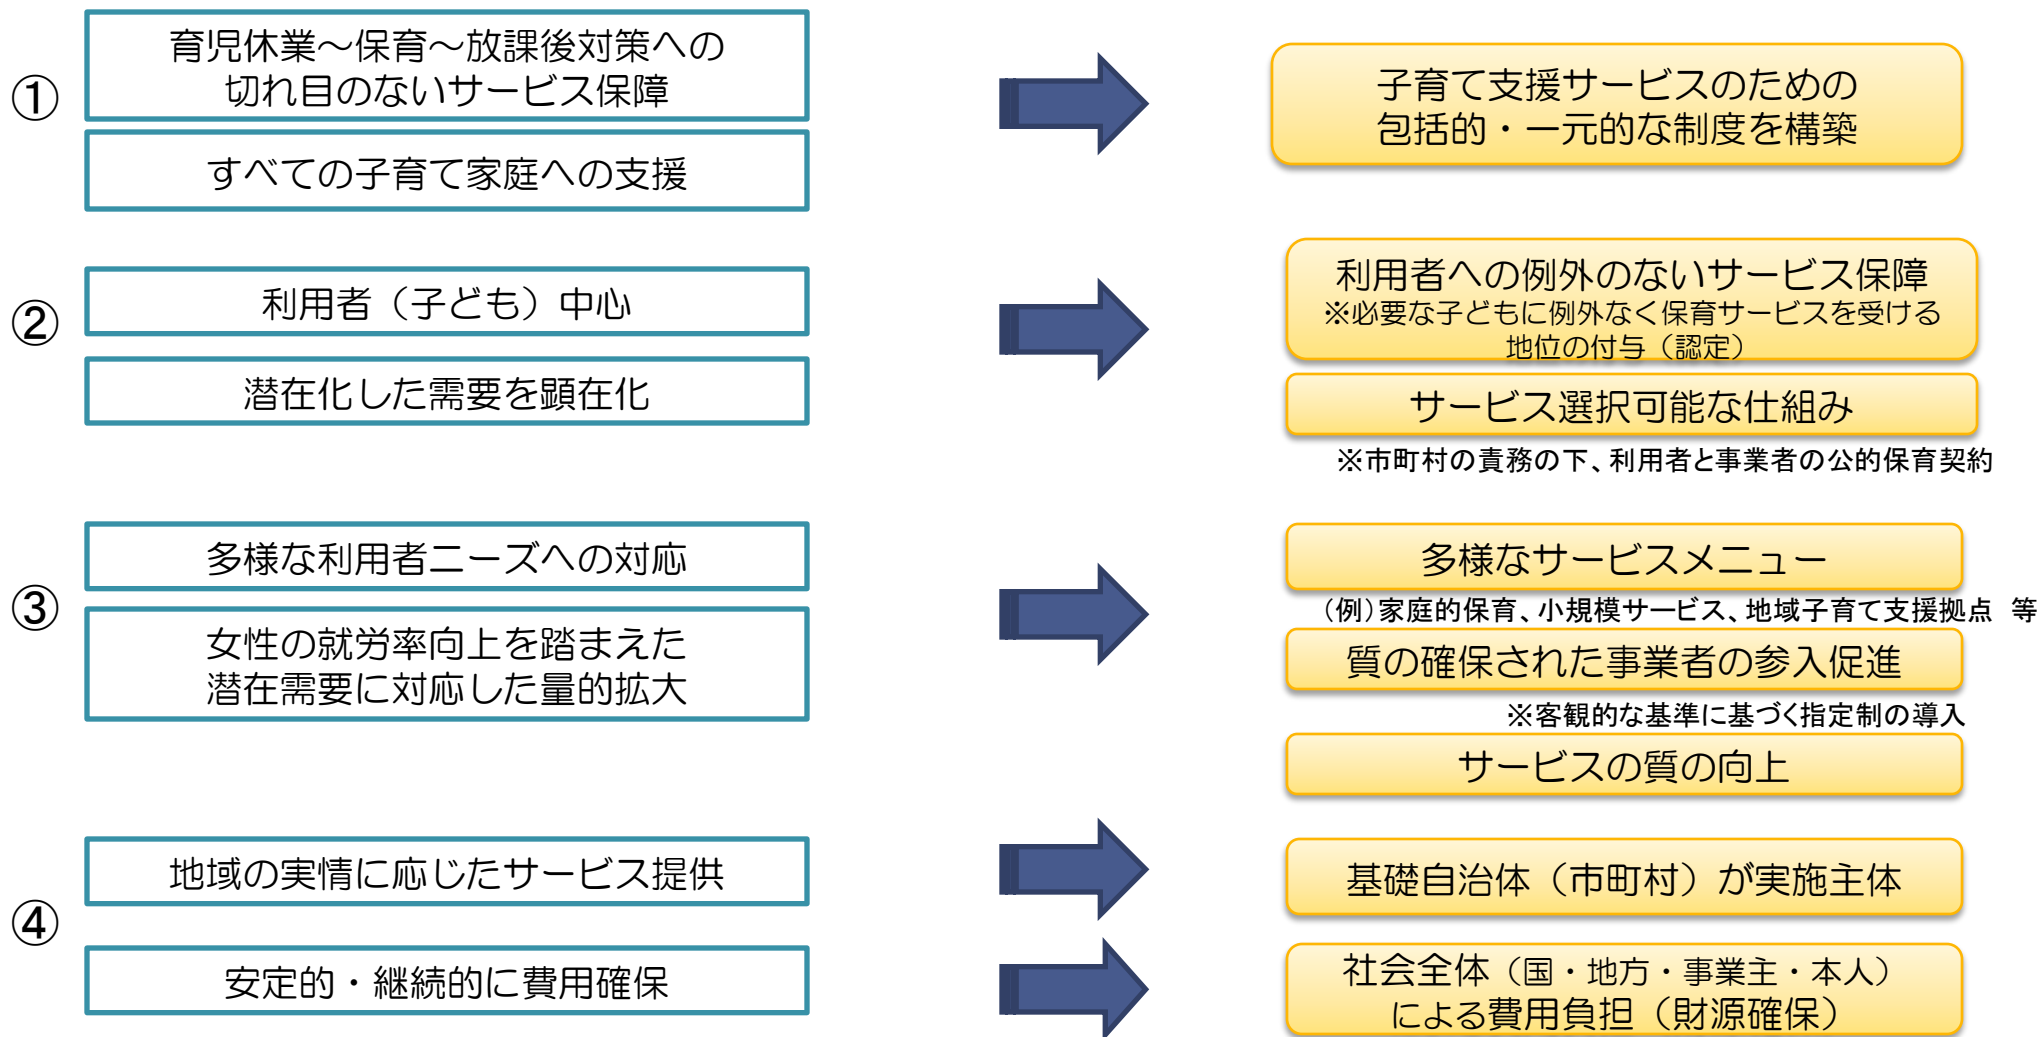 ①
育児休業～保育～放課後対策への
切れ目のないサービス保障
すべての子育て家庭への支援
子育て支援サービスのための
包括的・一元的な制度を構築
②
利用者（子ども）中心
潜在化した需要を顕在化
利用者への例外のないサービス保障
※必要な子どもに例外なく保育サービスを受ける
地位の付与（認定）
サービス選択可能な仕組み
※市町村の責務の下、利用者と事業者の公的保育契約
③
多様な利用者ニーズへの対応
女性の就労率向上を踏まえた
潜在需要に対応した量的拡大
多様なサービスメニュー
（例）家庭的保育、小規模サービス、地域子育て支援拠点　等
質の確保された事業者の参入促進
※客観的な基準に基づく指定制の導入
サービスの質の向上
④
地域の実情に応じたサービス提供
安定的・継続的に費用確保
基礎自治体（市町村）が実施主体
社会全体（国・地方・事業主・本人）
による費用負担（財源確保）